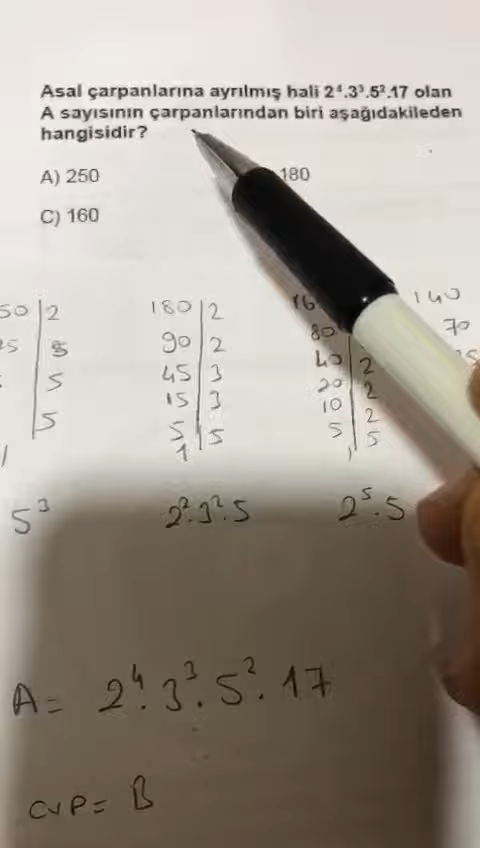 Asal çarpanlarına ayrılmış hali 2⁴.3³.5².17 olan
A sayısının çarpanlarından biri aşağıdakileden
hangisidir?
A) 250
180
C) 160
50 | 2
5
5
5
5³
180 | 2
90 | 2
45 | 3
15 | 3
5 | 5
1
2².3².5
16
80
40 | 2
20 | 2
10 | 2
5 | 5
1
2⁵.5
140
70
A = 2⁴.3³.5².17
CVP = B